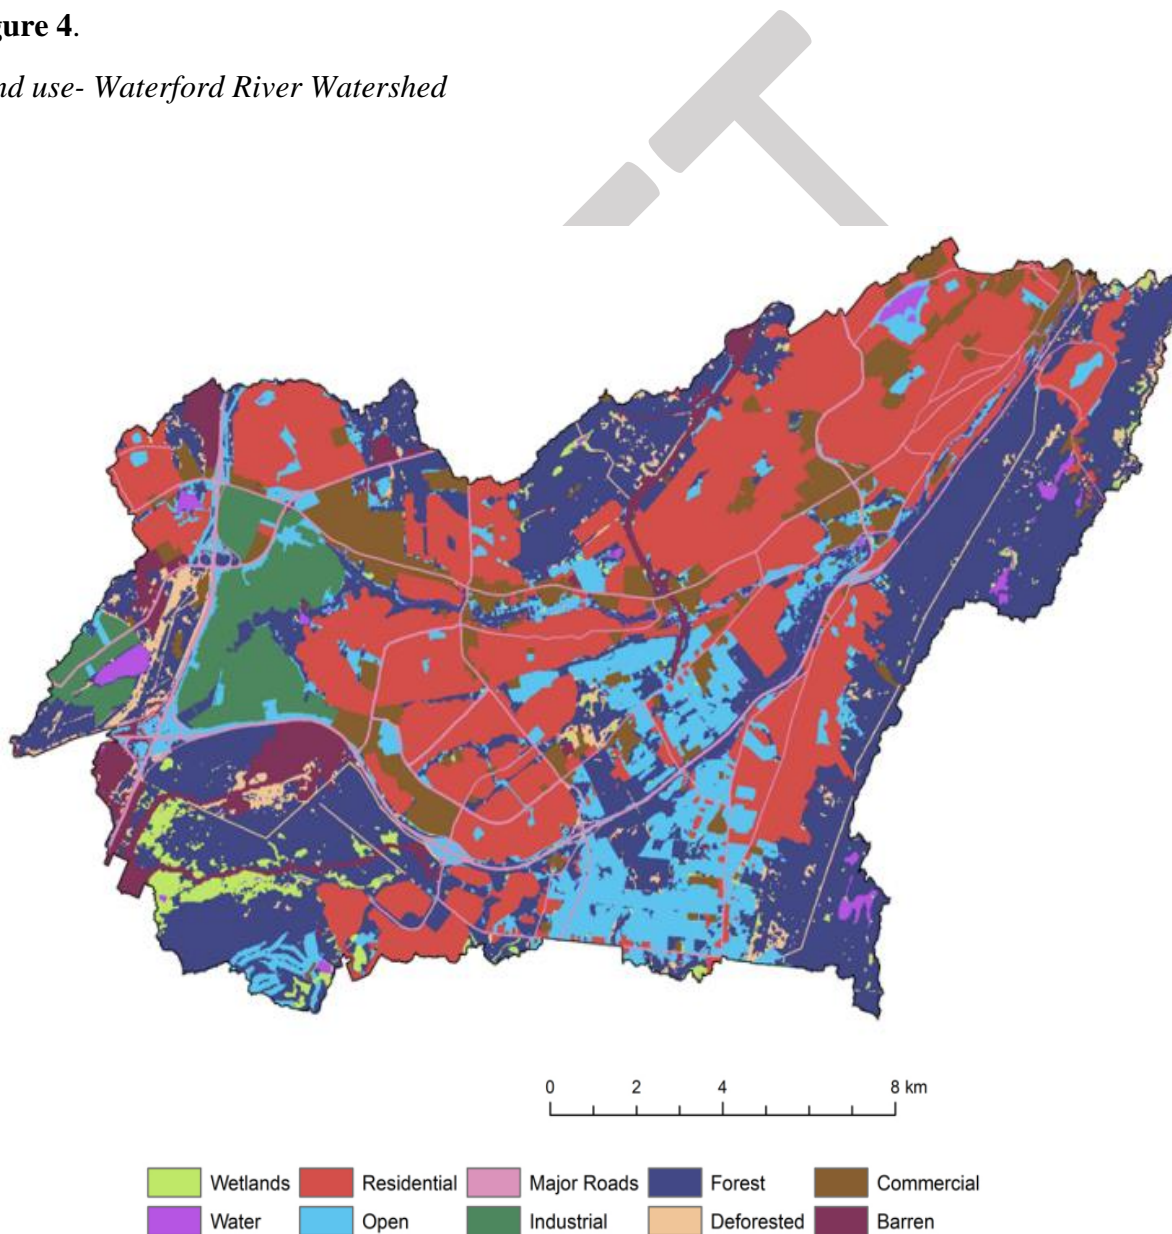 gure 4.
nd use- Waterford River Watershed
0 2 4 8 km
Wetlands Residential Major Roads Forest Commercial
Water Open Industrial Deforested Barren